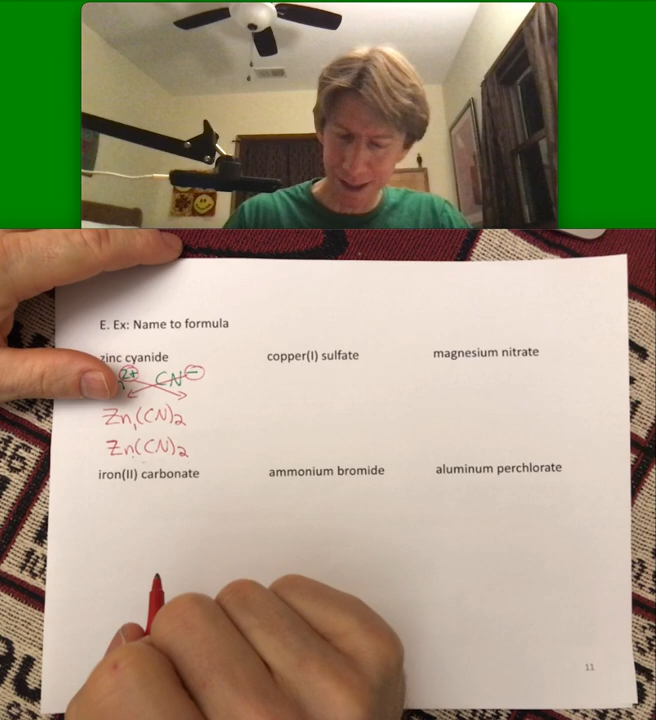 E. Ex: Name to formula
zinc cyanide copper(I) sulfate magnesium nitrate
2+ CN⁻
Zn₁(CN)₂
Zn(CN)₂
iron(II) carbonate ammonium bromide aluminum perchlorate
11